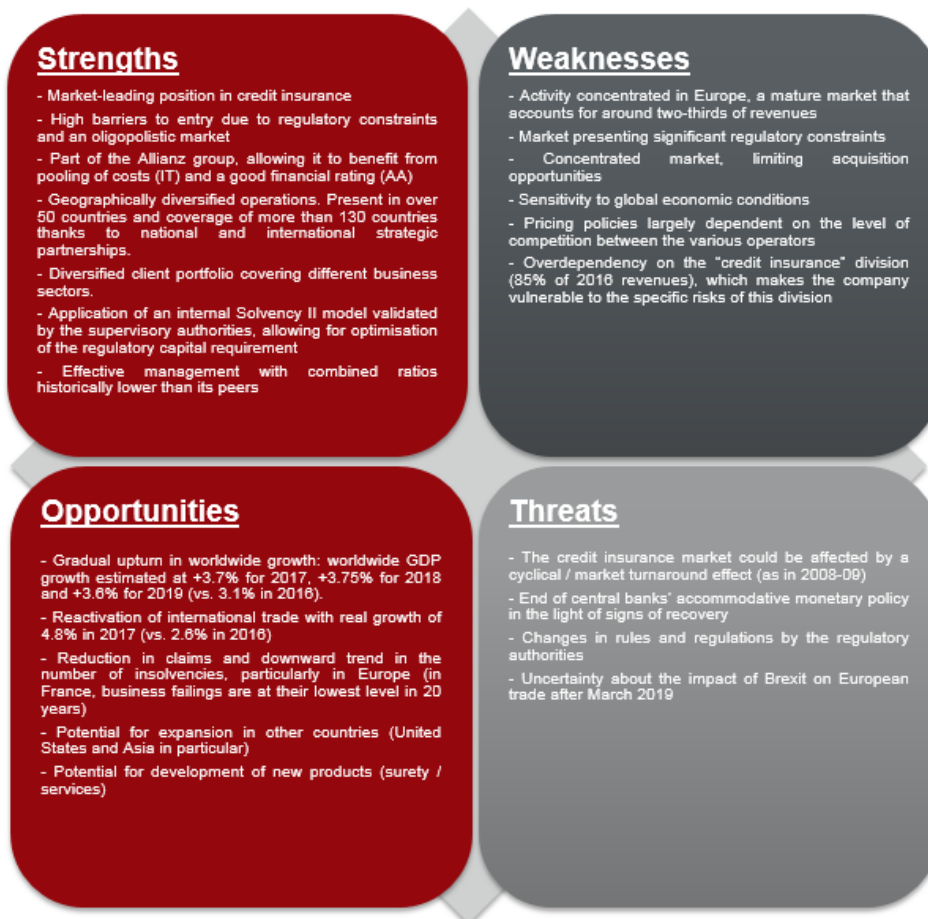 Strengths
- Market-leading position in credit insurance
- High barriers to entry due to regulatory constraints
and an oligopolistic market
- Part of the Allianz group, allowing it to benefit from
pooling of costs (IT) and a good financial rating (AA)
- Geographically diversified operations. Present in over
50 countries and coverage of more than 130 countries
thanks to national and international strategic
partnerships.
- Diversified client portfolio covering different business
sectors.
- Application of an internal Solvency II model validated
by the supervisory authorities, allowing for optimisation
of the regulatory capital requirement
- Effective management with combined ratios
historically lower than its peers
Weaknesses
- Activity concentrated in Europe, a mature market that
accounts for around two-thirds of revenues
- Market presenting significant regulatory constraints
- Concentrated market, limiting acquisition
opportunities
- Sensitivity to global economic conditions
- Pricing policies largely dependent on the level of
competition between the various operators
- Overdependency on the "credit insurance" division
(85% of 2016 revenues), which makes the company
vulnerable to the specific risks of this division
Opportunities
- Gradual upturn in worldwide growth: worldwide GDP
growth estimated at +3.7% for 2017, +3.75% for 2018
and +3.6% for 2019 (vs. 3.1% in 2016).
- Reactivation of international trade with real growth of
4.8% in 2017 (vs. 2.6% in 2016)
- Reduction in claims and downward trend in the
number of insolvencies, particularly in Europe (in
France, business failings are at their lowest level in 20
years)
- Potential for expansion in other countries (United
States and Asia in particular)
- Potential for development of new products (surety /
services)
Threats
- The credit insurance market could be affected by a
cyclical / market turnaround effect (as in 2008-09)
- End of central banks' accommodative monetary policy
in the light of signs of recovery
- Changes in rules and regulations by the regulatory
authorities
- Uncertainty about the impact of Brexit on European
trade after March 2019